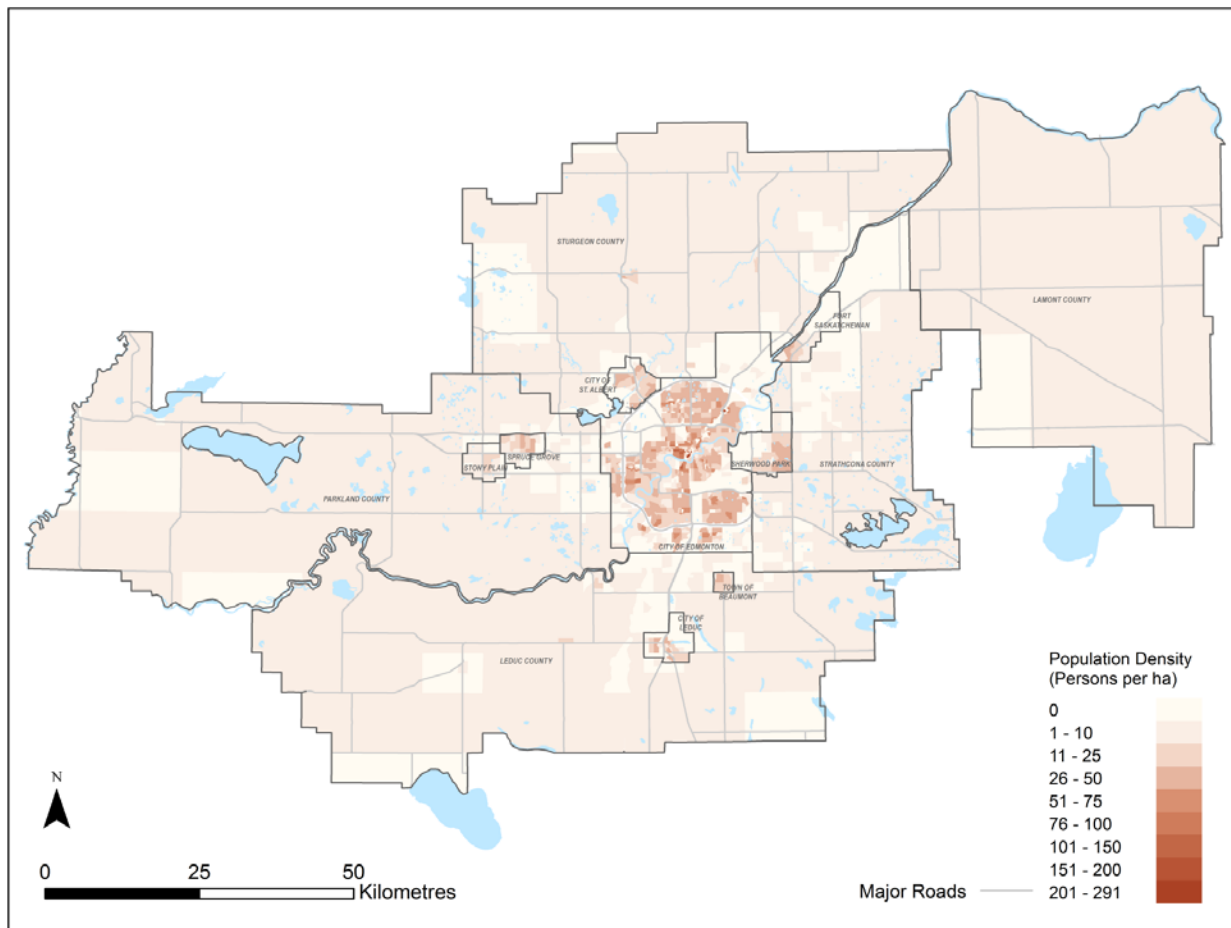 STURGEON COUNTY
LAMONT COUNTY
FORT
SASKATCHEWAN
CITY OF
ST. ALBERT
STONY PLAIN
SPRUCE GROVE
SHERWOOD PARK
STRATHCONA COUNTY
PARKLAND COUNTY
CITY OF EDMONTON
TOWN OF
BEAUMONT
CITY OF
LEDUC
LEDUC COUNTY
Population Density
(Persons per ha)
0
1 - 10
11 - 25
26 - 50
51 - 75
76 - 100
101 - 150
151 - 200
201 - 291
Major Roads
N
0 25 50
Kilometres